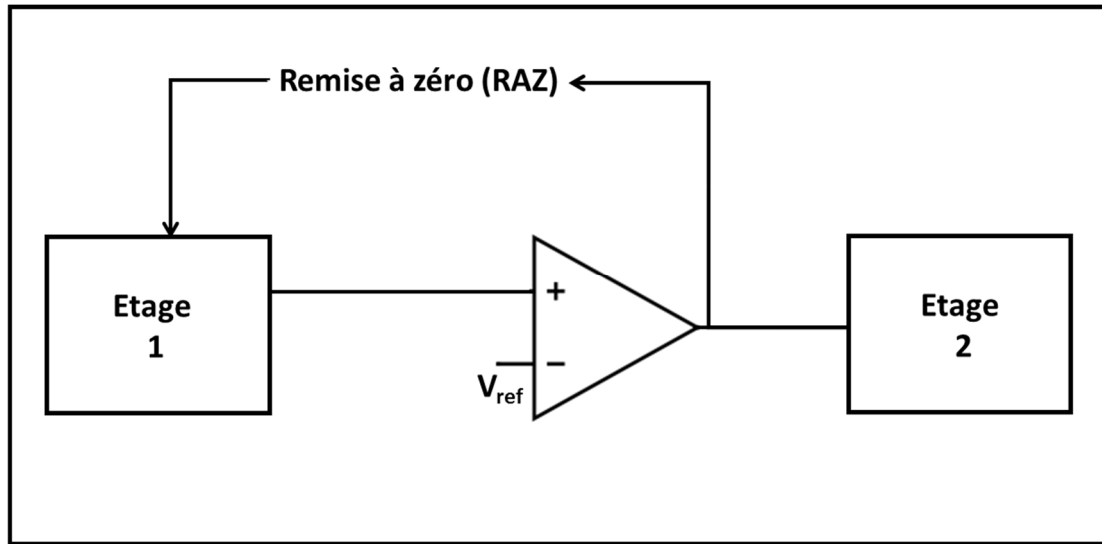 Remise à zéro (RAZ)
Etage
1
+
−
Vref
Etage
2